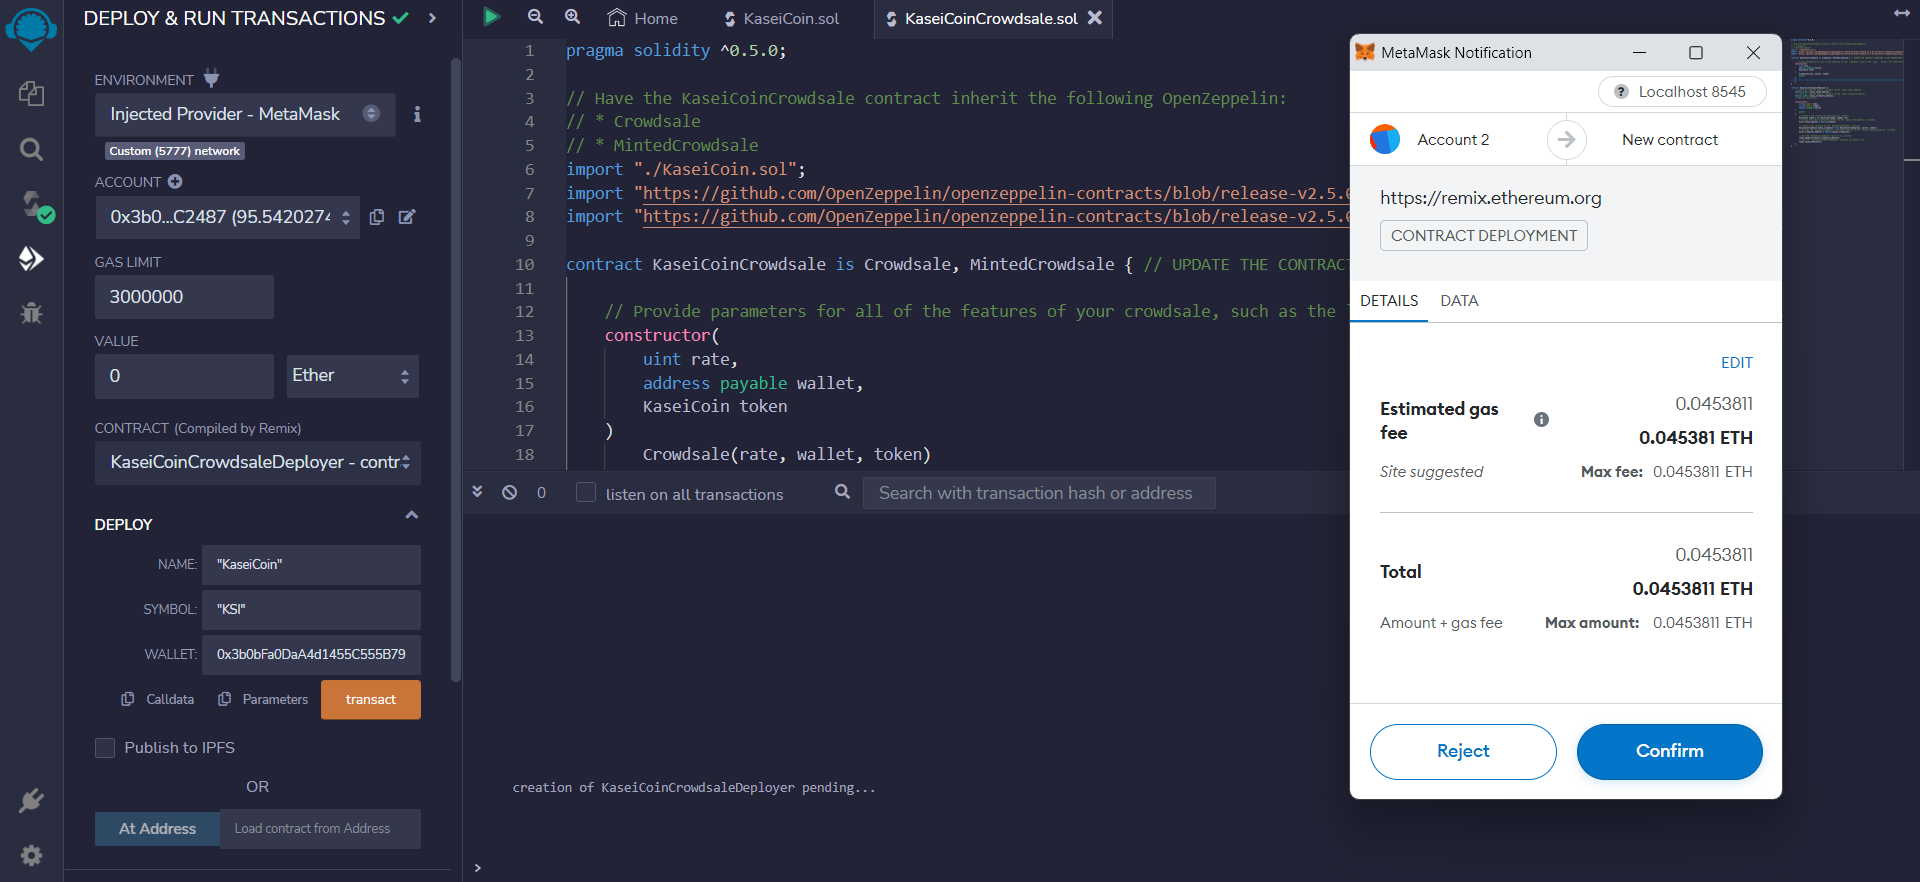 DEPLOY & RUN TRANSACTIONS
ENVIRONMENT
Injected Provider - MetaMask
Custom (5777) network
ACCOUNT
0x3b0...C2487 (95.5420274
GAS LIMIT
3000000
VALUE
0
Ether
CONTRACT (Compiled by Remix)
KaseiCoinCrowdsaleDeployer - contr
DEPLOY
NAME: "KaseiCoin"
SYMBOL: "KSI"
WALLET: 0x3b0bFa0DaA4d1455C555B79
Calldata Parameters transact
Publish to IPFS
OR
At Address Load contract from Address
Home KaseiCoin.sol KaseiCoinCrowdsale.sol
1 pragma solidity ^0.5.0;
2
3 // Have the KaseiCoinCrowdsale contract inherit the following OpenZeppelin:
4 // * Crowdsale
5 // * MintedCrowdsale
6 import "./KaseiCoin.sol";
7 import "https://github.com/OpenZeppelin/openzeppelin-contracts/blob/release-v2.5.0
8 import "https://github.com/OpenZeppelin/openzeppelin-contracts/blob/release-v2.5.0
9
10 contract KaseiCoinCrowdsale is Crowdsale, MintedCrowdsale { // UPDATE THE CONTRACT
11
12 // Provide parameters for all of the features of your crowdsale, such as the
13 constructor(
14 uint rate,
15 address payable wallet,
16 KaseiCoin token
17 )
18 Crowdsale(rate, wallet, token)
0 listen on all transactions Search with transaction hash or address
creation of KaseiCoinCrowdsaleDeployer pending...
>
MetaMask Notification
Localhost 8545
Account 2 New contract
https://remix.ethereum.org
CONTRACT DEPLOYMENT
DETAILS DATA
EDIT
Estimated gas fee
0.0453811
0.045381 ETH
Site suggested Max fee: 0.0453811 ETH
0.0453811
Total
0.0453811 ETH
Amount + gas fee Max amount: 0.0453811 ETH
Reject Confirm